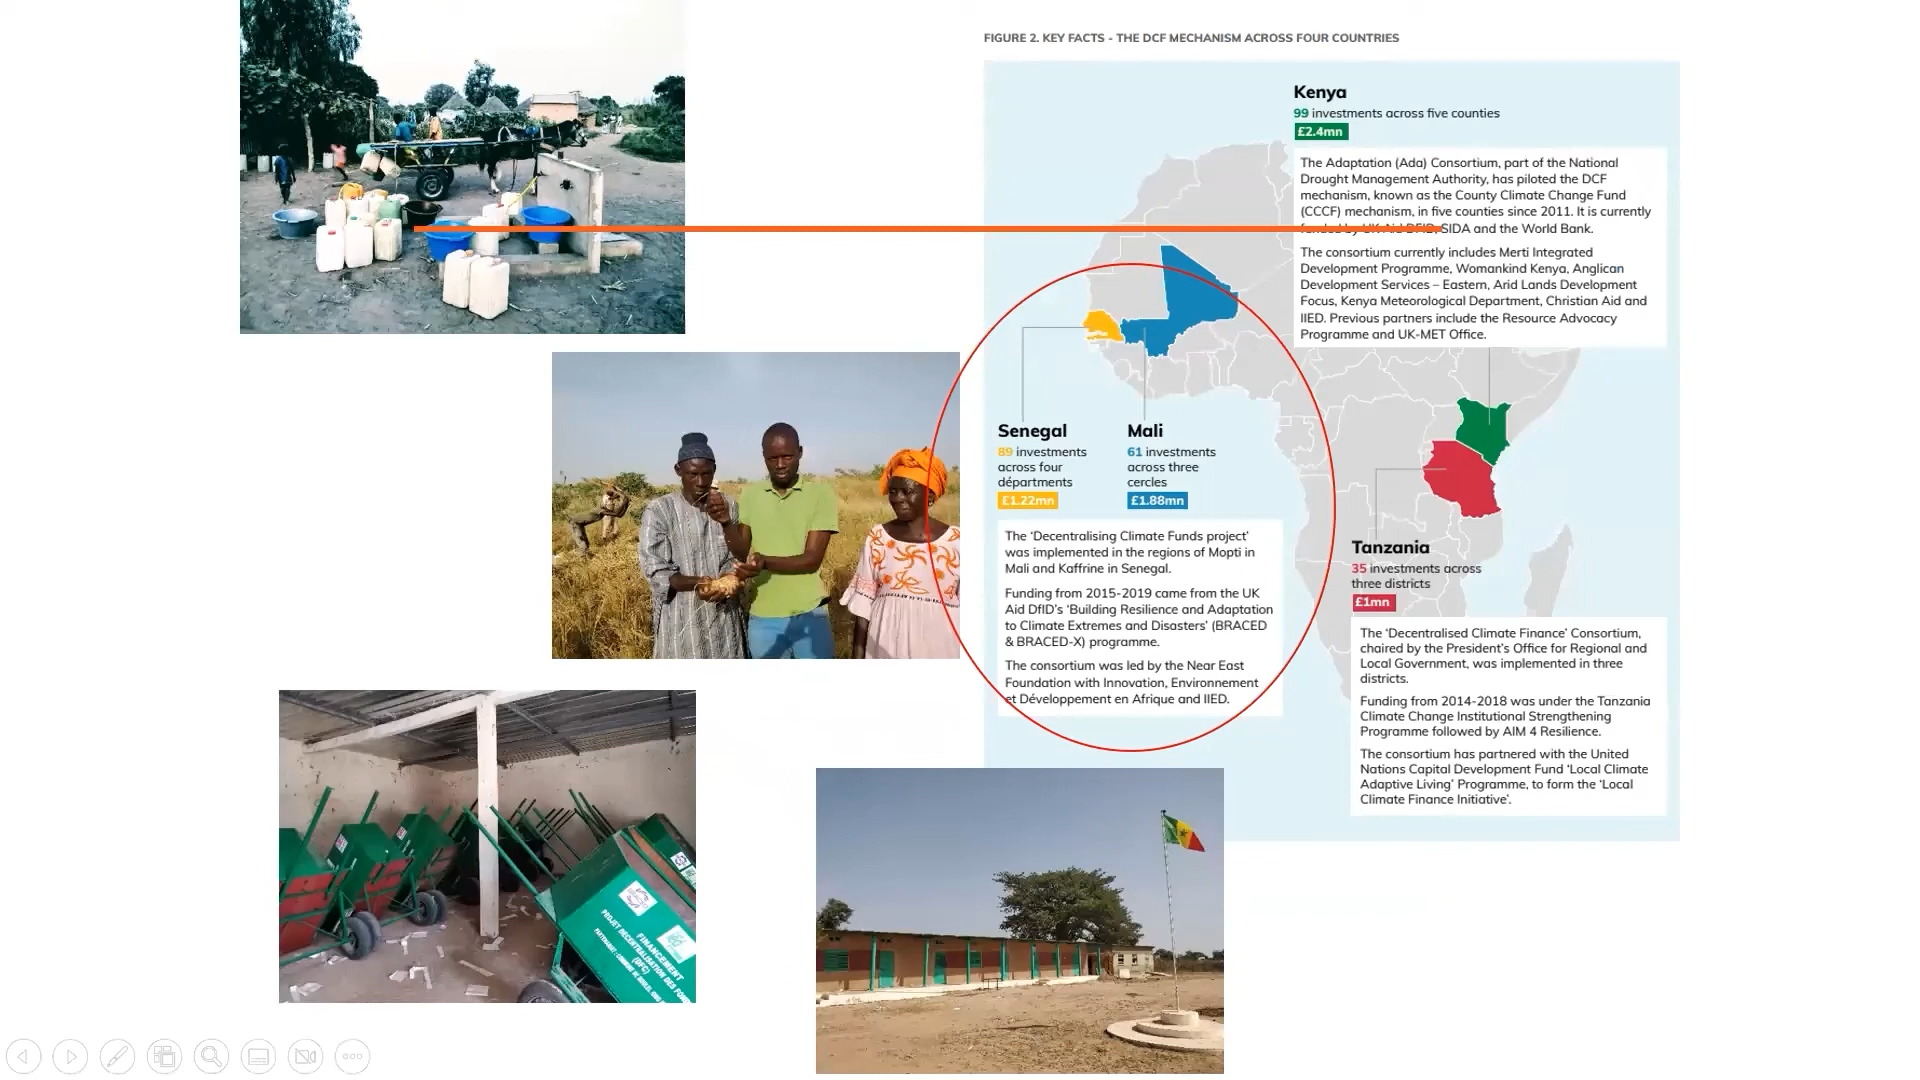 FIGURE 2. KEY FACTS - THE DCF MECHANISM ACROSS FOUR COUNTRIES
Kenya
99 investments across five counties
£2.4mn
The Adaptation (Ada) Consortium, part of the National
Drought Management Authority, has piloted the DCF
mechanism, known as the County Climate Change Fund
(CCCF) mechanism, in five counties since 2011. It is currently
funded by UK Aid DFID, SIDA and the World Bank.
The consortium currently includes Merti Integrated
Development Programme, Womankind Kenya, Anglican
Development Services – Eastern, Arid Lands Development
Focus, Kenya Meteorological Department, Christian Aid and
IIED. Previous partners include the Resource Advocacy
Programme and UK-MET Office.
Senegal
89 investments
across four
départments
£1.22mn
Mali
61 investments
across three
cercles
£1.88mn
The ‘Decentralising Climate Funds project’
was implemented in the regions of Mopti in
Mali and Kaffrine in Senegal.
Funding from 2015-2019 came from the UK
Aid DfID’s ‘Building Resilience and Adaptation
to Climate Extremes and Disasters’ (BRACED
& BRACED-X) programme.
The consortium was led by the Near East
Foundation with Innovation, Environnement
et Développement en Afrique and IIED.
Tanzania
35 investments across
three districts
£1mn
The ‘Decentralised Climate Finance’ Consortium,
chaired by the President’s Office for Regional and
Local Government, was implemented in three
districts.
Funding from 2014-2018 was under the Tanzania
Climate Change Institutional Strengthening
Programme followed by AIM 4 Resilience.
The consortium has partnered with the United
Nations Capital Development Fund ‘Local Climate
Adaptive Living’ Programme, to form the ‘Local
Climate Finance Initiative’.
FINANCEMENT
PROJET DECENTRALISATION DES
(DFC)